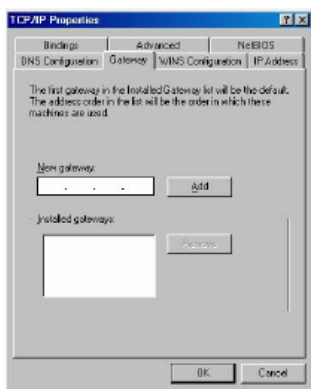 TCP/IP Properties
? X
Bindings Advanced NetBIOS
DNS Configuration Gateway WINS Configuration IP Address
The first gateway in the Installed Gateway list will be the default.
The address order in the list will be the order in which these
machines are used.
New gateway:
. . .
Add
Installed gateways:
Remove
OK Cancel